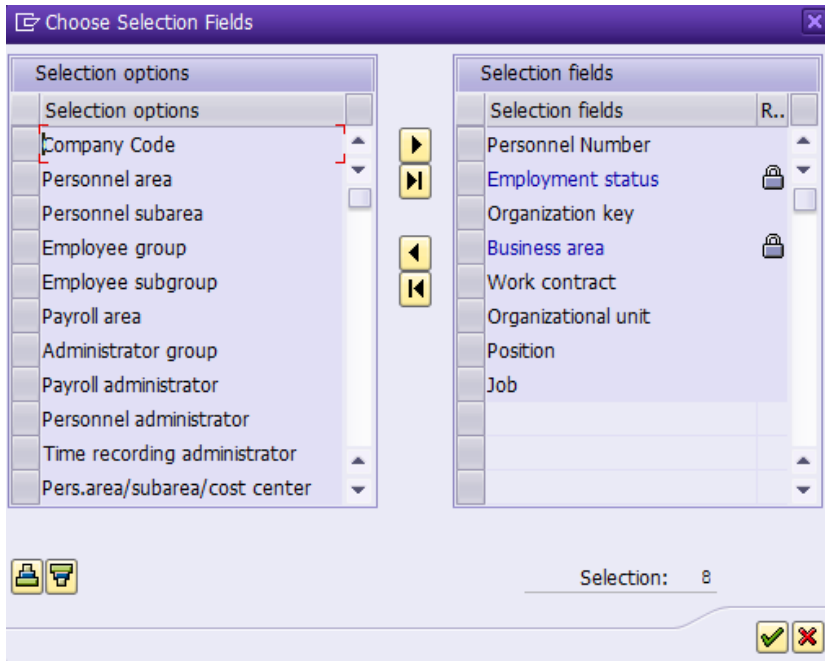 Choose Selection Fields
Selection options
Selection options
Company Code
Personnel area
Personnel subarea
Employee group
Employee subgroup
Payroll area
Administrator group
Payroll administrator
Personnel administrator
Time recording administrator
Pers.area/subarea/cost center
Selection fields
Selection fields R..
Personnel Number
Employment status
Organization key
Business area
Work contract
Organizational unit
Position
Job
Selection: 8